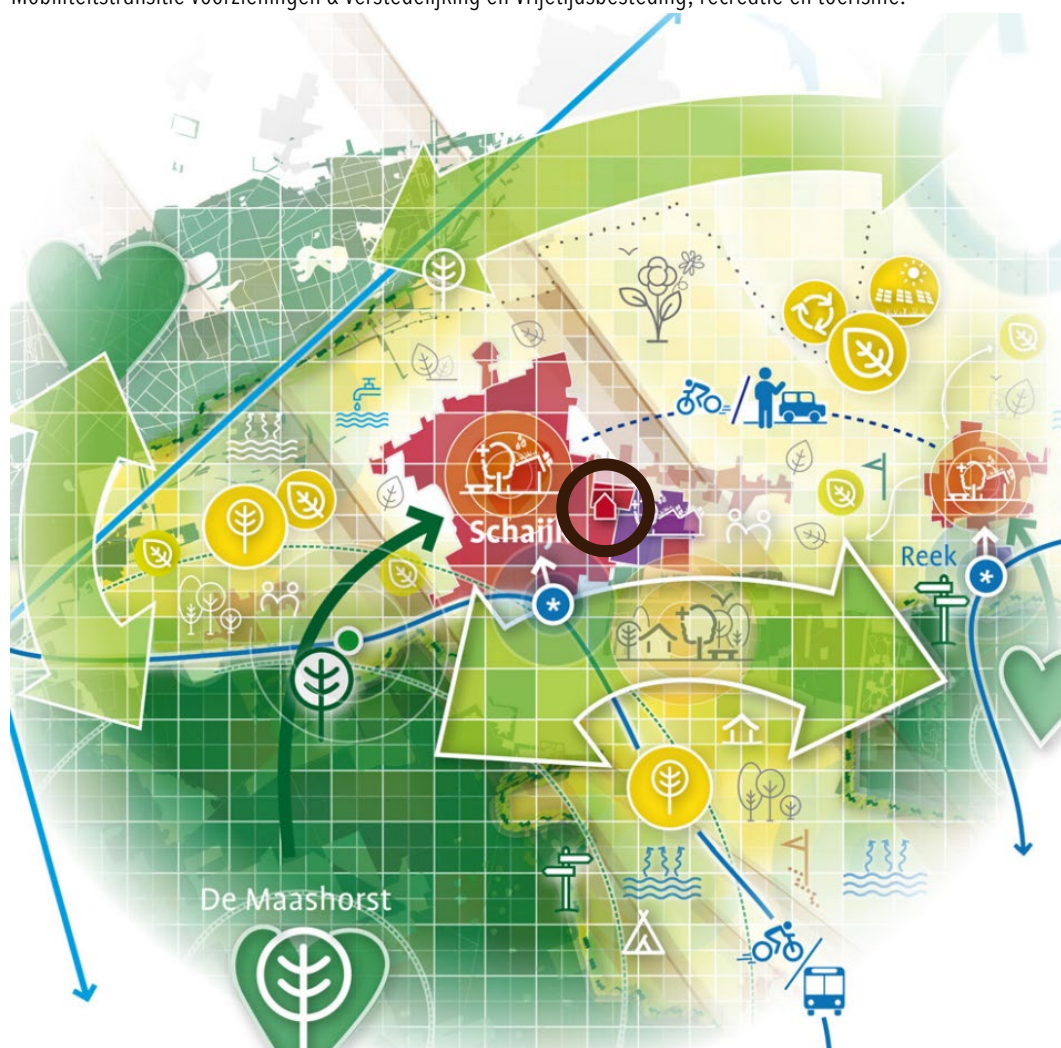 Mobiliteitstransitie voorzieningen & verstedelijking en vrijetijdsbesteding, recreatie en toerisme.
Schaijk
Reek
De Maashorst